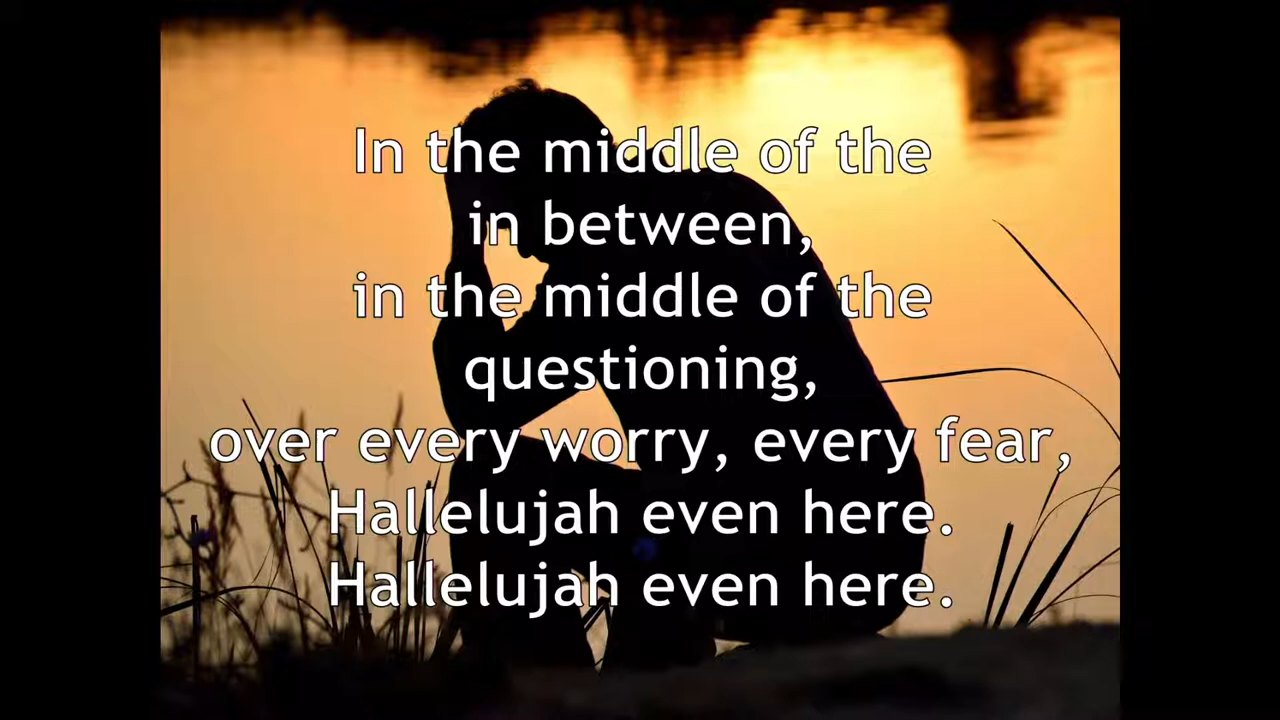 In the middle of the
in between,
in the middle of the
questioning,
over every worry, every fear,
Hallelujah even here.
Hallelujah even here.